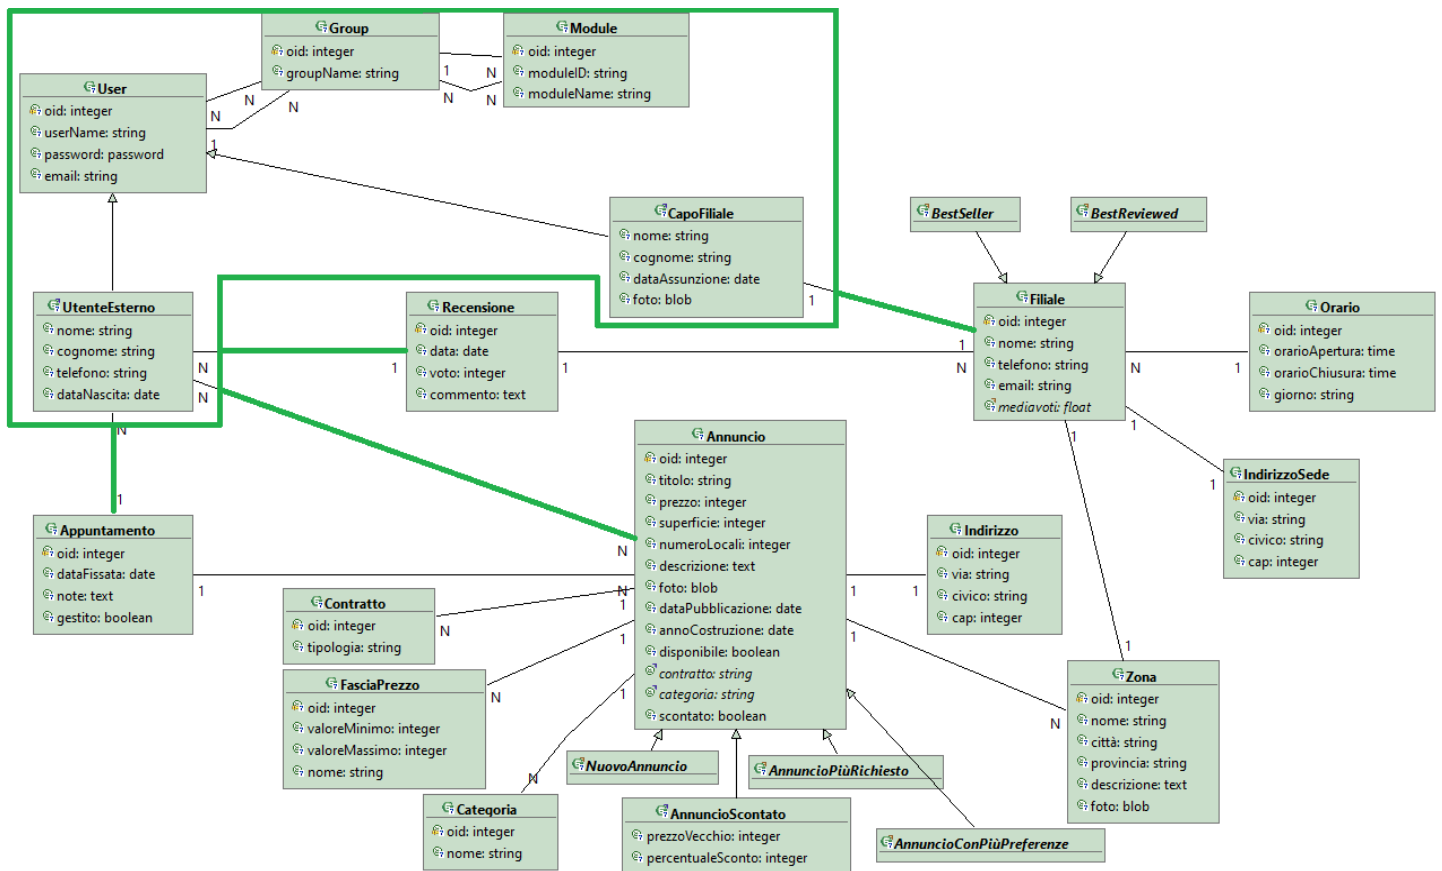 Group
oid: integer
groupName: string
1
N
N
N
Module
oid: integer
moduleID: string
moduleName: string
User
oid: integer
userName: string
password: password
email: string
N
N
N
N
1
CapoFiliale
nome: string
cognome: string
dataAssunzione: date
foto: blob
1
BestSeller
BestReviewed
UtenteEsterno
nome: string
cognome: string
telefono: string
dataNascita: date
N
N
N
Recensione
oid: integer
data: date
voto: integer
commento: text
1
1
Filiale
oid: integer
nome: string
telefono: string
email: string
mediavoti: float
1
N
N
1
1
Orario
oid: integer
orarioApertura: time
orarioChiusura: time
giorno: string
1
IndirizzoSede
oid: integer
via: string
civico: string
cap: integer
1
Appuntamento
oid: integer
dataFissata: date
note: text
gestito: boolean
1
1
Annuncio
oid: integer
titolo: string
prezzo: integer
superficie: integer
numeroLocali: integer
descrizione: text
foto: blob
dataPubblicazione: date
annoCostruzione: date
disponibile: boolean
contratto: string
categoria: string
scontato: boolean
N
N
1
1
1
1
1
Indirizzo
oid: integer
via: string
civico: string
cap: integer
1
Contratto
oid: integer
tipologia: string
N
FasciaPrezzo
oid: integer
valoreMinimo: integer
valoreMassimo: integer
nome: string
N
Categoria
oid: integer
nome: string
N
Zona
oid: integer
nome: string
città: string
provincia: string
descrizione: text
foto: blob
1
N
NuovoAnnuncio
AnnuncioPiùRichiesto
AnnuncioScontato
prezzoVecchio: integer
percentualeSconto: integer
AnnuncioConPiùPreferenze